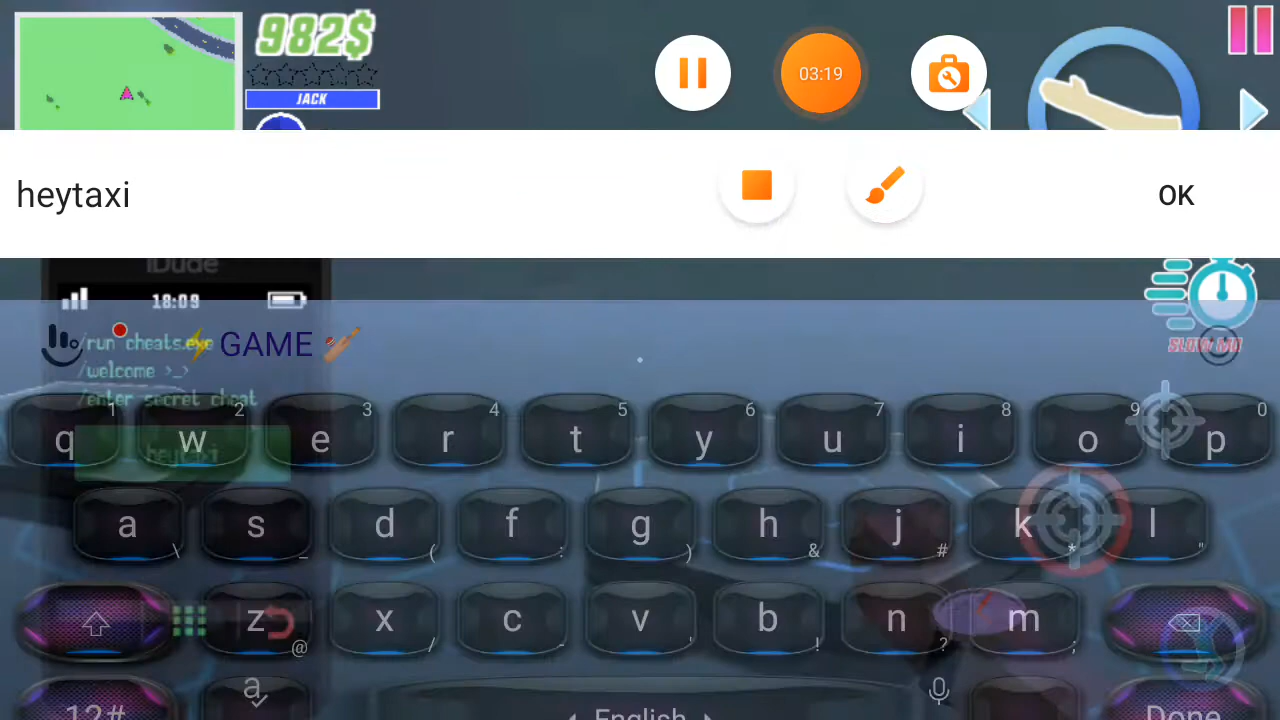 982$
JACK
03:19
heytaxi
OK
iDude
18:09
/run cheats.exe
⚡ GAME 🏏
/welcome >_>
/enter secret cheat
heytaxi
SLOW MO
1 2 3 4 5 6 7 8 9 0
q w e r t y u i o p
a s d f g h j k l
\ _ ( : ) & # * "
z x c v b n m
@ / - ' ! ? ;
a
12#
English
Done